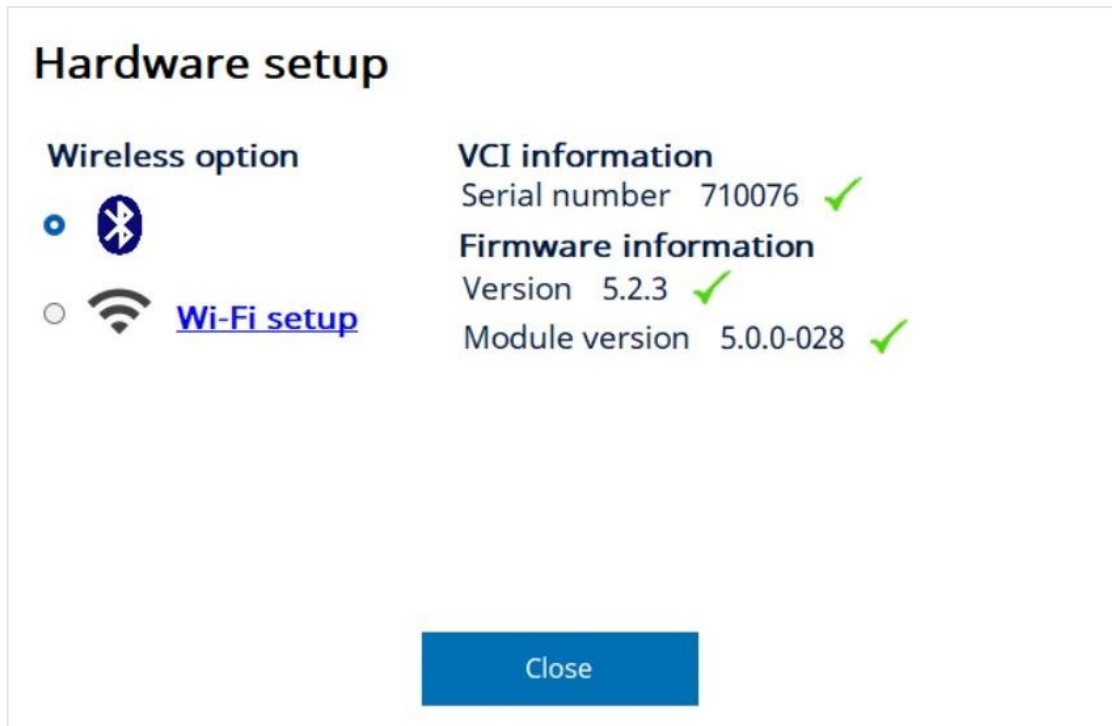 Hardware setup
Wireless option
Wi-Fi setup
VCI information
Serial number 710076
Firmware information
Version 5.2.3
Module version 5.0.0-028
Close